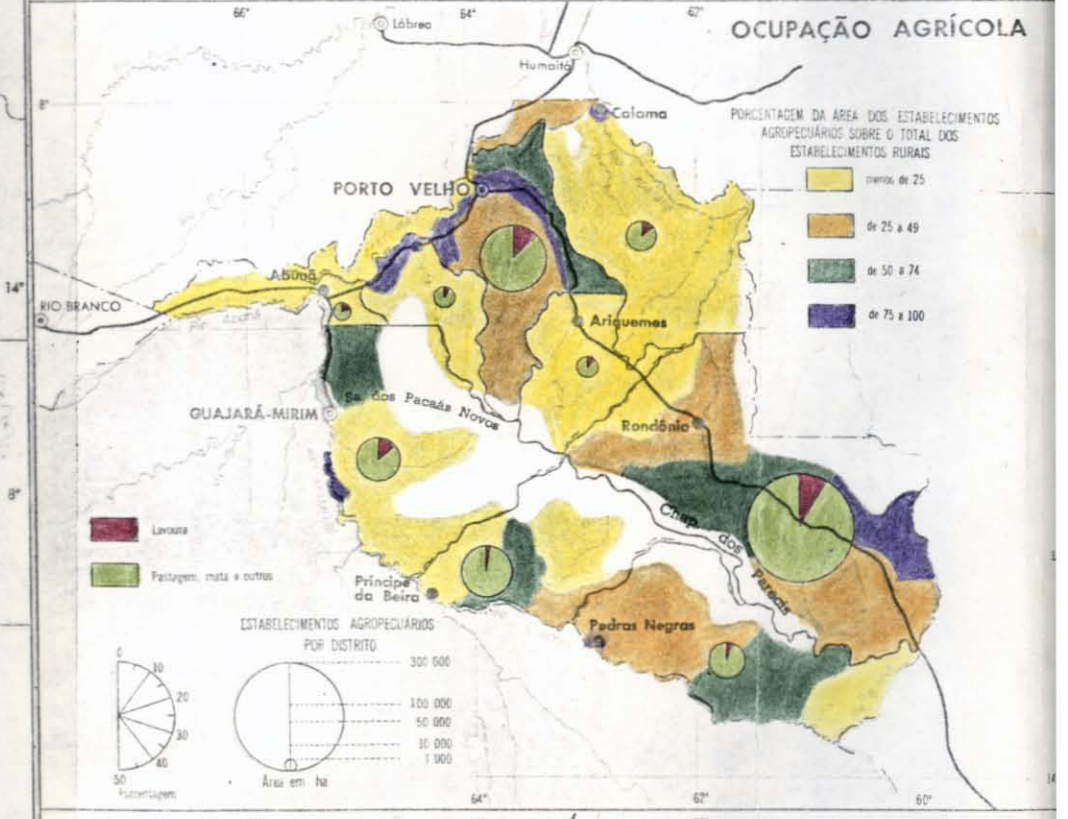 66°
64°
62°
OCUPAÇÃO AGRÍCOLA
Lábrea
Humaitá
8°
Calama
PORCENTAGEM DA ÁREA DOS ESTABELECIMENTOS
AGROPECUÁRIOS SOBRE O TOTAL DOS
ESTABELECIMENTOS RURAIS
menos de 25
de 25 a 49
de 50 a 74
de 75 a 100
PORTO VELHO
Abunã
14°
RIO BRANCO
Ariquemes
Sa. dos Pacaás Novos
GUAJARÁ-MIRIM
Rondônia
8°
Chap. dos Parecis
Lavoura
Pastagem, mata e outros
Príncipe
da Beira
Pedras Negras
ESTABELECIMENTOS AGROPECUÁRIOS
POR DISTRITO
300 000
100 000
50 000
10 000
1 000
Área em ha
0
10
20
30
40
50
Porcentagem
64°
62°
60°